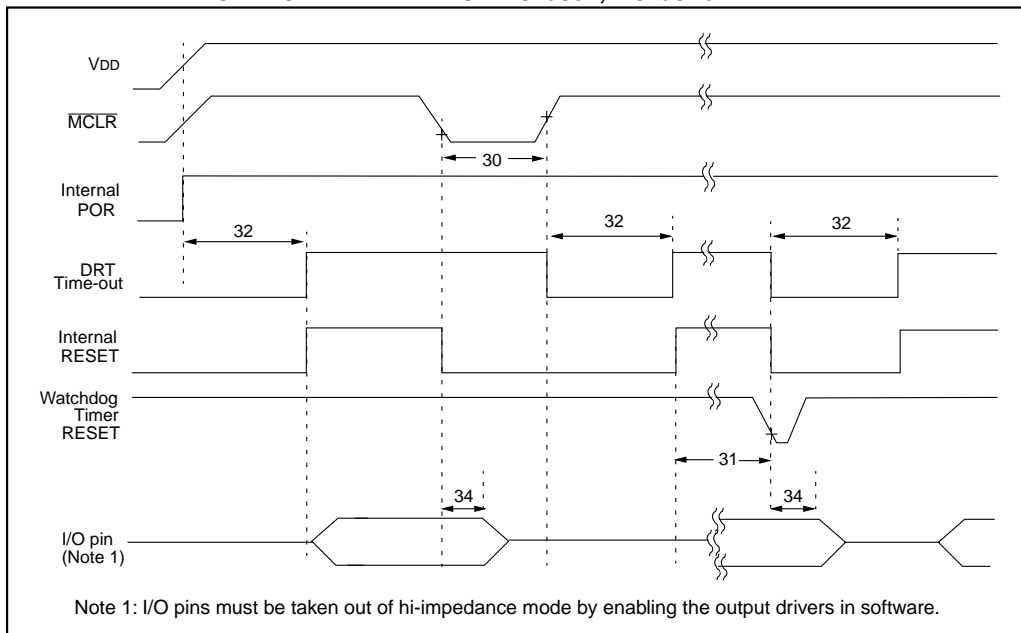 VDD
MCLR
30
Internal
POR
32
32
32
DRT
Time-out
Internal
RESET
Watchdog
Timer
RESET
31
34
34
I/O pin
(Note 1)
Note 1: I/O pins must be taken out of hi-impedance mode by enabling the output drivers in software.